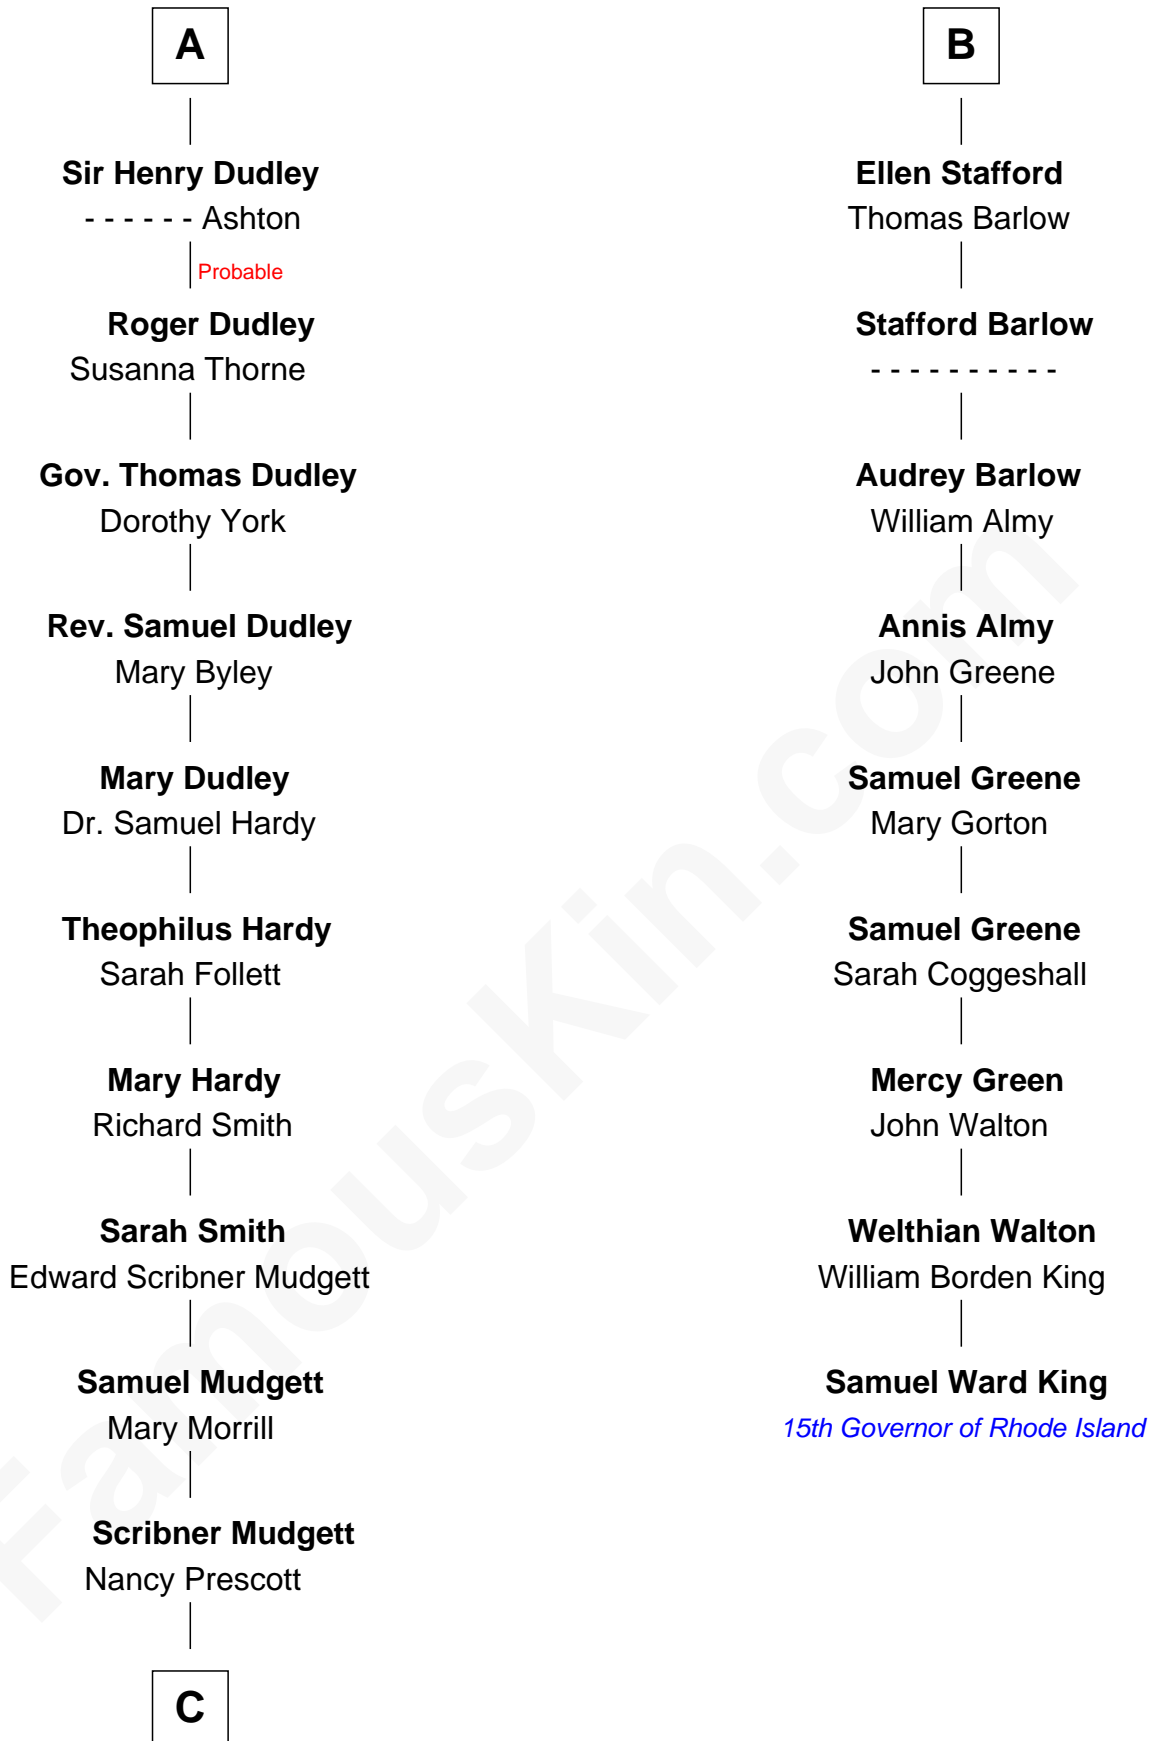 A
Sir Henry Dudley
- - - - - - Ashton
Probable
Roger Dudley
Susanna Thorne
Gov. Thomas Dudley
Dorothy York
Rev. Samuel Dudley
Mary Byley
Mary Dudley
Dr. Samuel Hardy
Theophilus Hardy
Sarah Follett
Mary Hardy
Richard Smith
Sarah Smith
Edward Scribner Mudgett
Samuel Mudgett
Mary Morrill
Scribner Mudgett
Nancy Prescott
C
B
Ellen Stafford
Thomas Barlow
Stafford Barlow
- - - - - - - - - -
Audrey Barlow
William Almy
Annis Almy
John Greene
Samuel Greene
Mary Gorton
Samuel Greene
Sarah Coggeshall
Mercy Green
John Walton
Welthian Walton
William Borden King
Samuel Ward King
15th Governor of Rhode Island
FamousKin.com